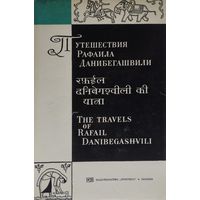 Путешествия
Рафаила
Данибегашвили
रफ़ाईल
दनिबेगश्वीली की
यात्रा
The Travels
of
Rafail
Danibegashvili